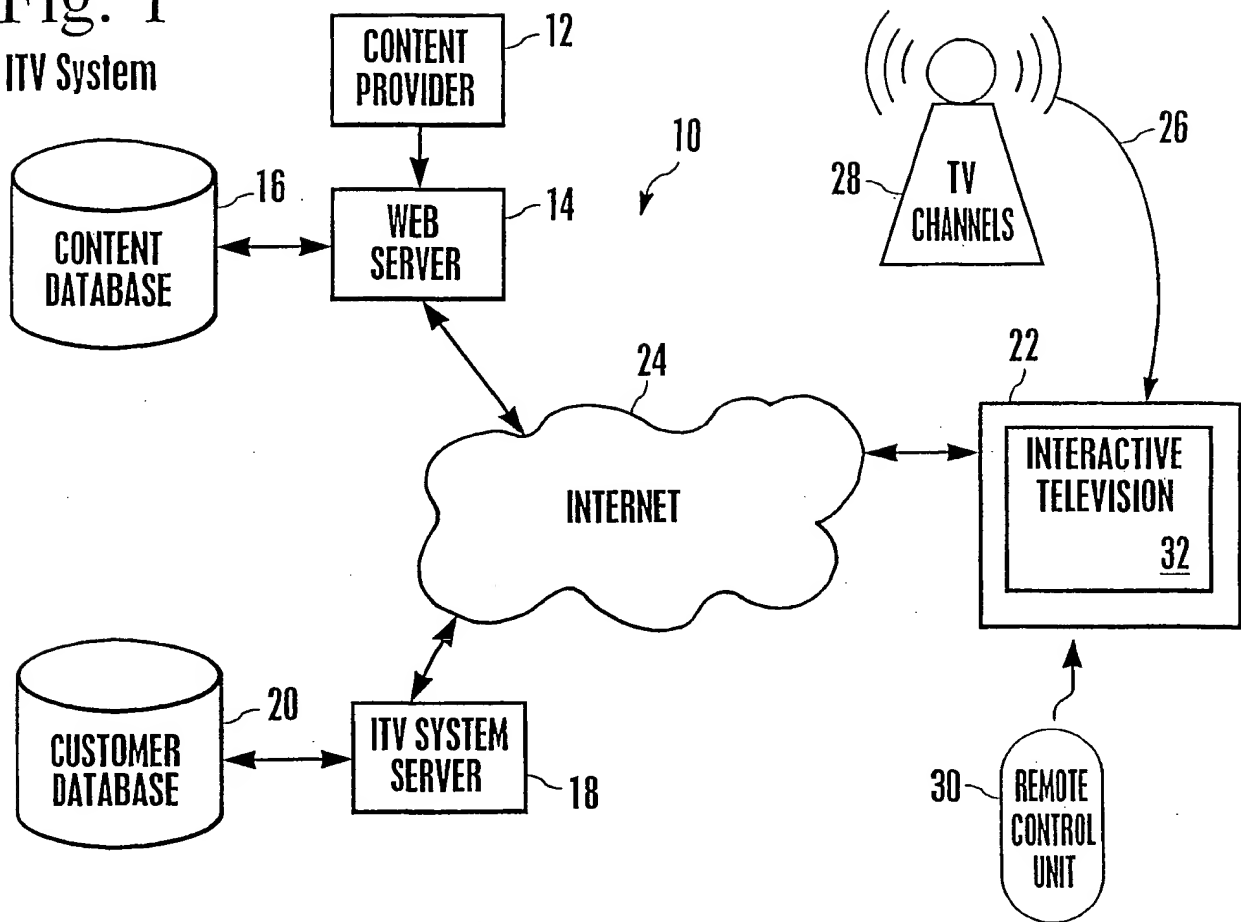 Fig. 1
ITV System
CONTENT
PROVIDER
12
10
26
28
TV
CHANNELS
16
14
CONTENT
DATABASE
WEB
SERVER
24
22
INTERNET
INTERACTIVE
TELEVISION
32
20
CUSTOMER
DATABASE
ITV SYSTEM
SERVER
18
30
REMOTE
CONTROL
UNIT